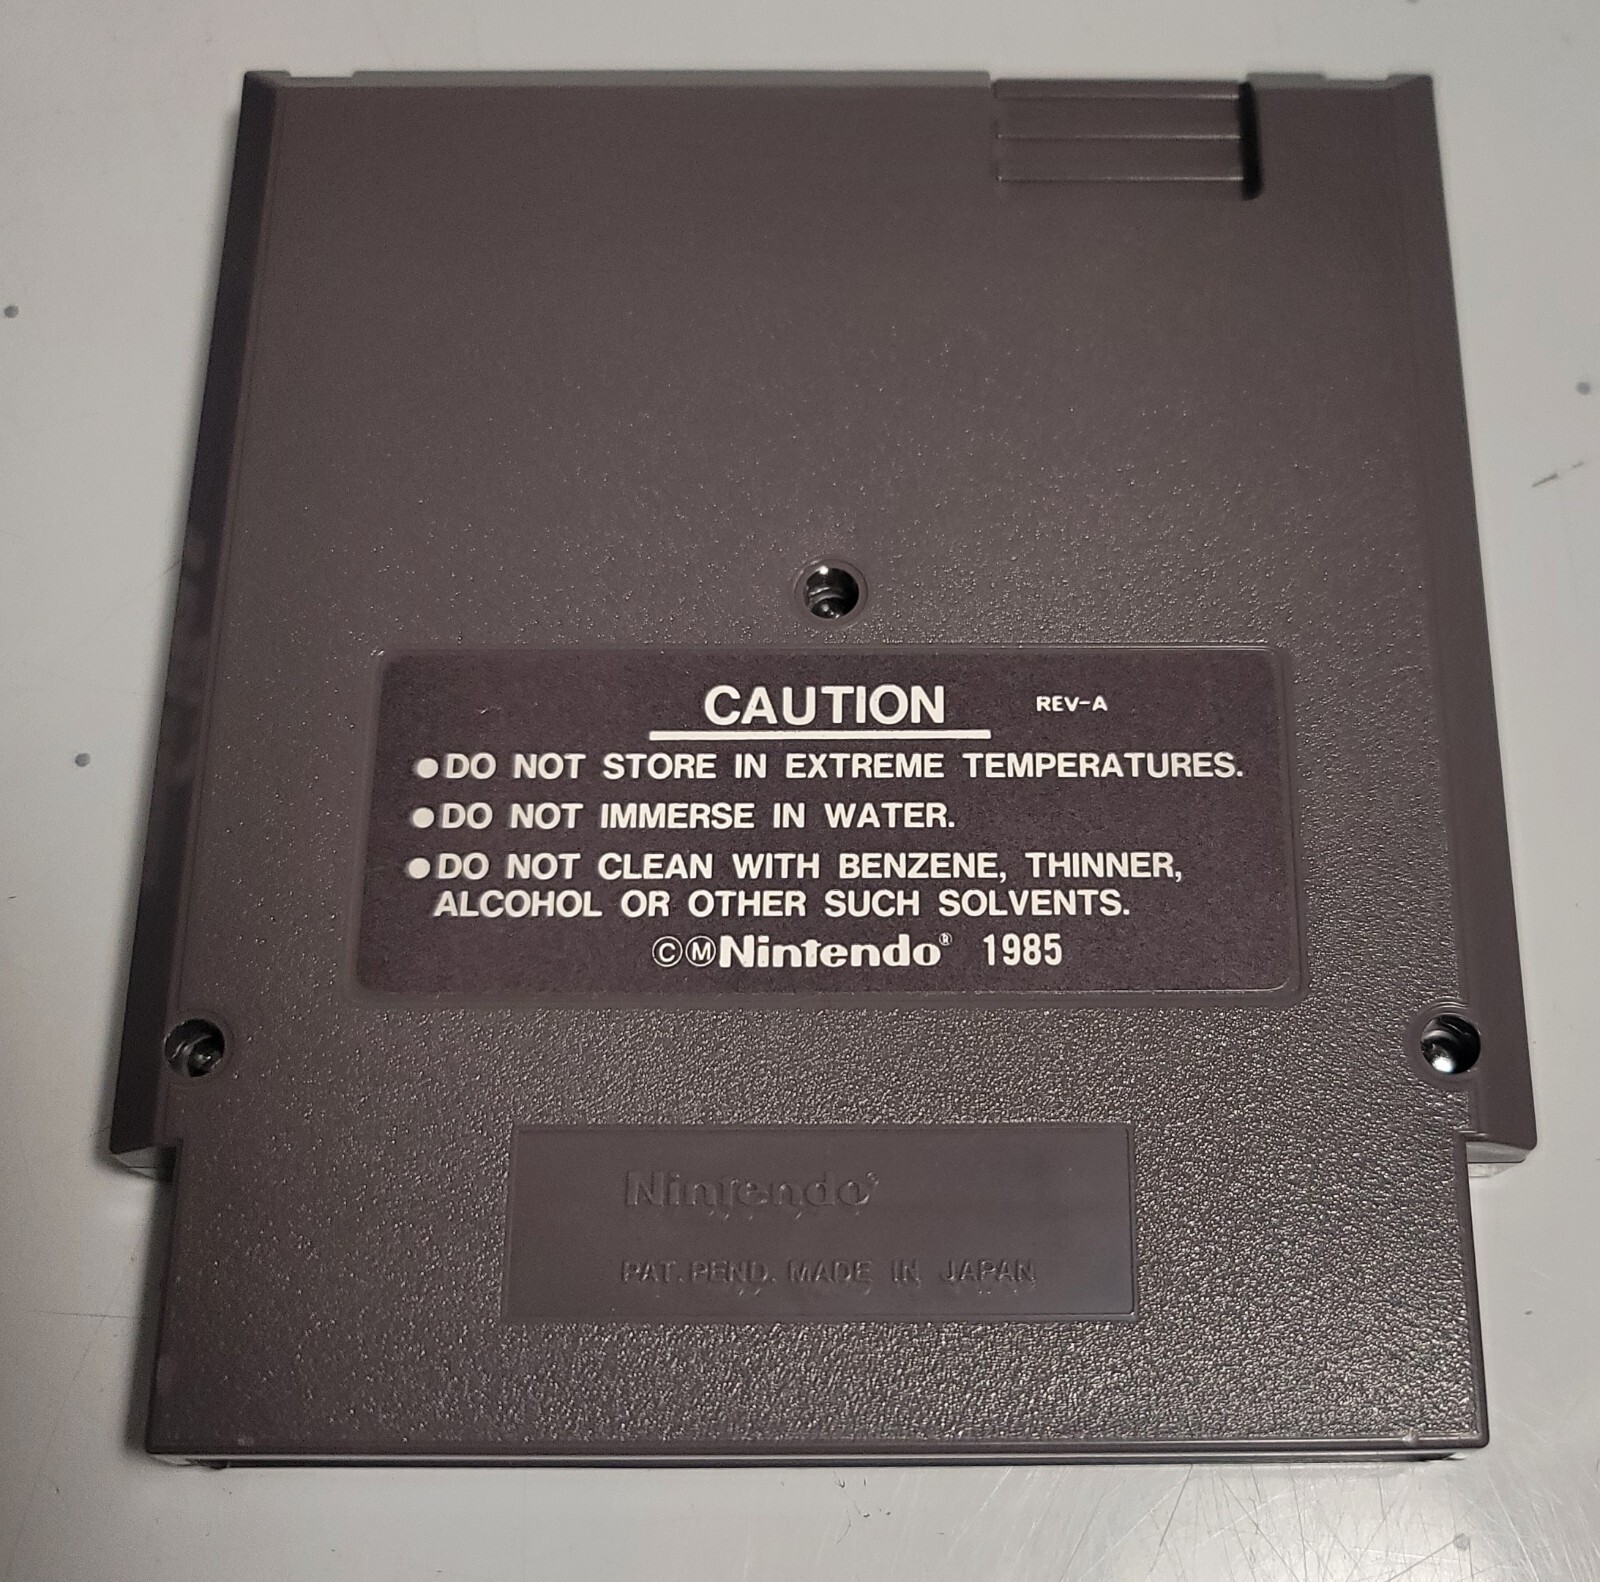 CAUTION REV-A
●DO NOT STORE IN EXTREME TEMPERATURES.
●DO NOT IMMERSE IN WATER.
●DO NOT CLEAN WITH BENZENE, THINNER,
ALCOHOL OR OTHER SUCH SOLVENTS.
©ⓂNintendo® 1985
Nintendo®
PAT. PEND. MADE IN JAPAN